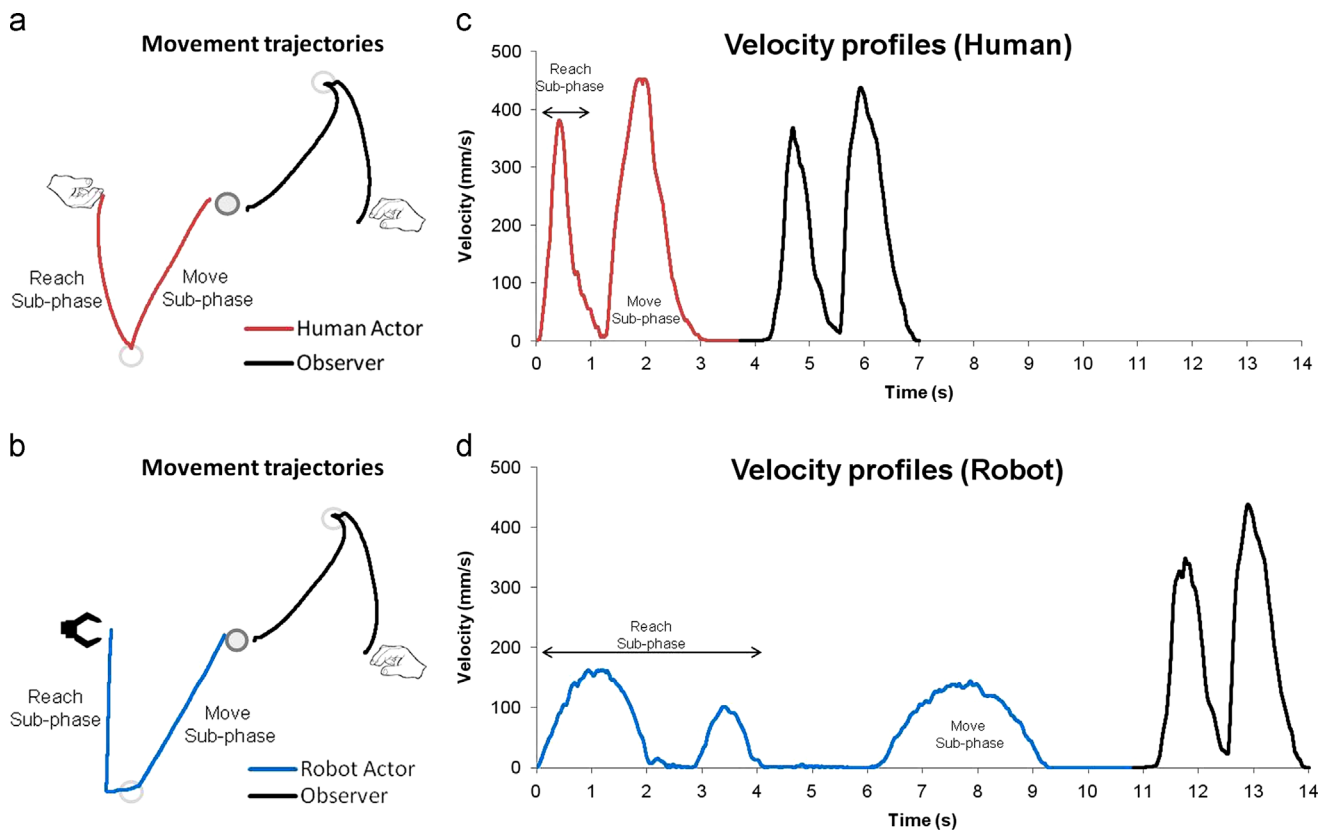 a
Movement trajectories
Reach
Sub-phase
Move
Sub-phase
Human Actor
Observer
c
Velocity profiles (Human)
Velocity (mm/s)
500
400
300
200
100
0
Reach
Sub-phase
Move
Sub-phase
0 1 2 3 4 5 6 7 8 9 10 11 12 13 14
Time (s)
b
Movement trajectories
Reach
Sub-phase
Move
Sub-phase
Robot Actor
Observer
d
Velocity profiles (Robot)
Velocity (mm/s)
500
400
300
200
100
0
Reach
Sub-phase
Move
Sub-phase
0 1 2 3 4 5 6 7 8 9 10 11 12 13 14
Time (s)